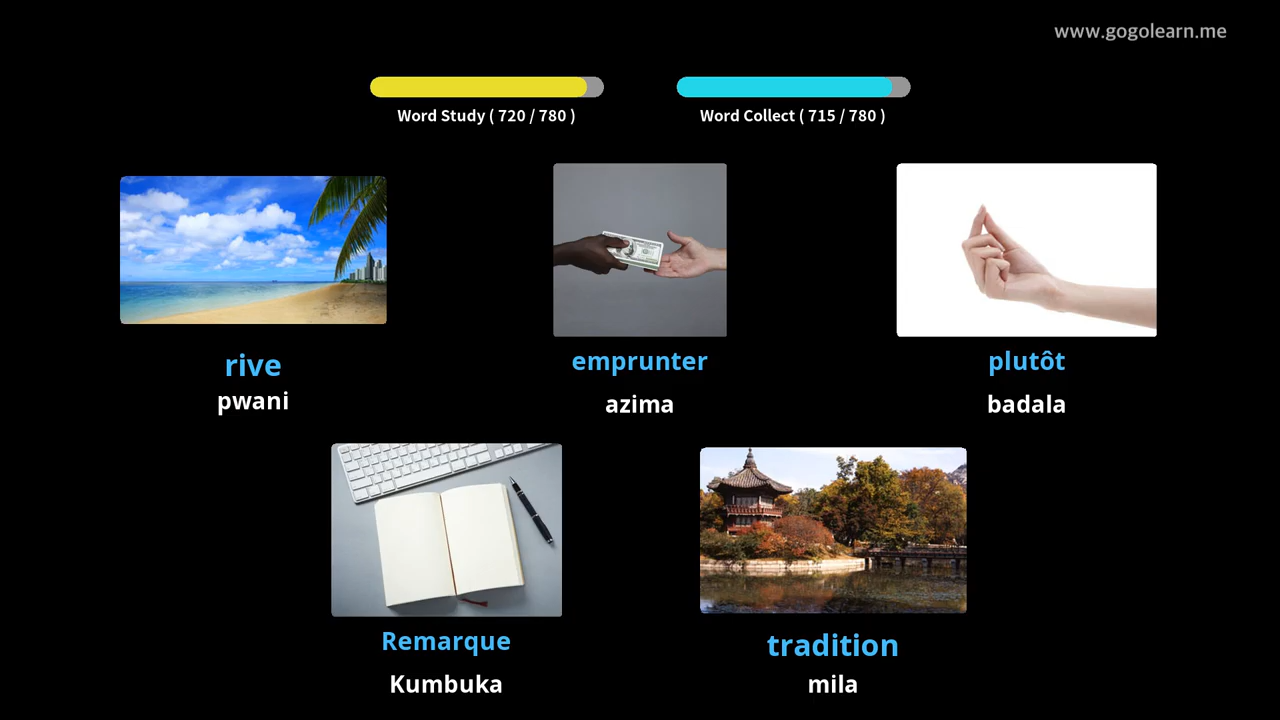 www.gogolearn.me
Word Study ( 720 / 780 )
Word Collect ( 715 / 780 )
rive
pwani
emprunter
azima
plutôt
badala
Remarque
Kumbuka
tradition
mila